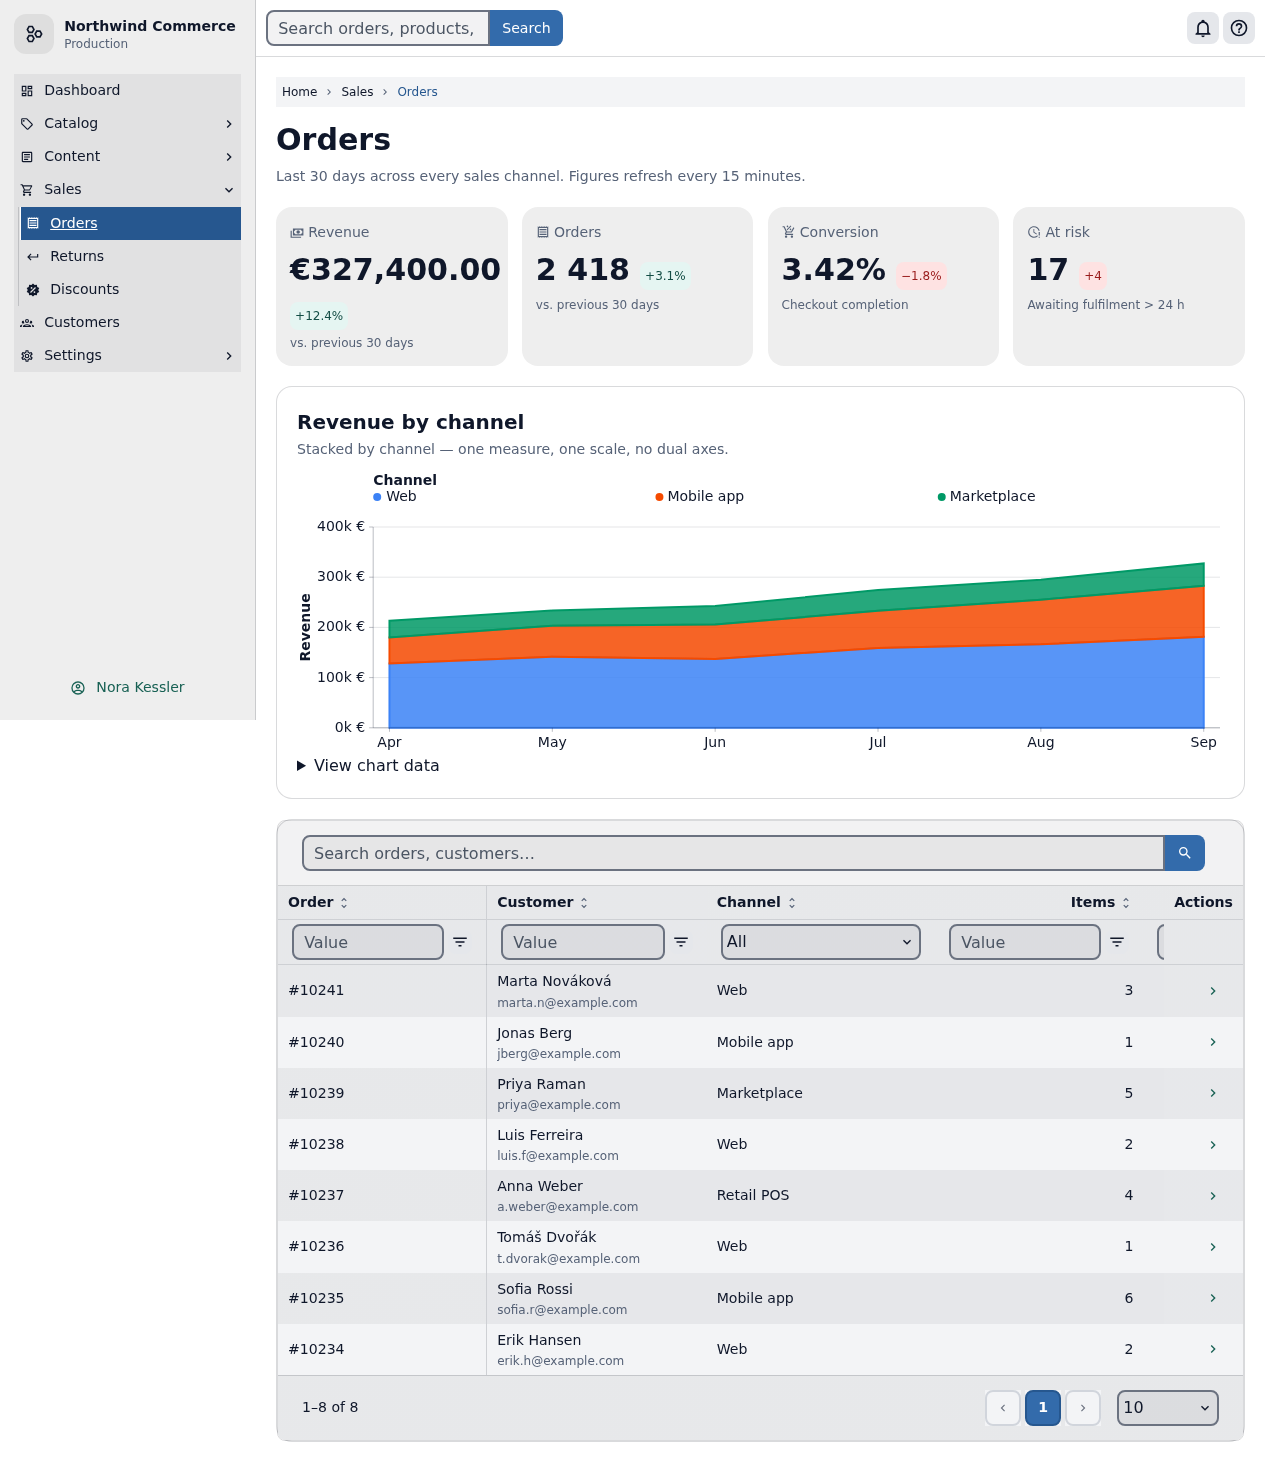 Northwind Commerce
Production
Search orders, products,
Search
Dashboard
Catalog
Content
Sales
Orders
Returns
Discounts
Customers
Settings
Nora Kessler
Home › Sales › Orders
Orders
Last 30 days across every sales channel. Figures refresh every 15 minutes.
Revenue
€327,400.00
+12.4%
vs. previous 30 days
Orders
2 418 +3.1%
vs. previous 30 days
Conversion
3.42% −1.8%
Checkout completion
At risk
17 +4
Awaiting fulfilment > 24 h
Revenue by channel
Stacked by channel — one measure, one scale, no dual axes.
Channel
Web Mobile app Marketplace
400k €
300k €
200k €
100k €
0k €
Revenue
Apr May Jun Jul Aug Sep
View chart data
Search orders, customers…
Order Customer Channel Items Actions
Value Value All Value
#10241 Marta Nováková Web 3
marta.n@example.com
#10240 Jonas Berg Mobile app 1
jberg@example.com
#10239 Priya Raman Marketplace 5
priya@example.com
#10238 Luis Ferreira Web 2
luis.f@example.com
#10237 Anna Weber Retail POS 4
a.weber@example.com
#10236 Tomáš Dvořák Web 1
t.dvorak@example.com
#10235 Sofia Rossi Mobile app 6
sofia.r@example.com
#10234 Erik Hansen Web 2
erik.h@example.com
1–8 of 8 ‹ 1 › 10